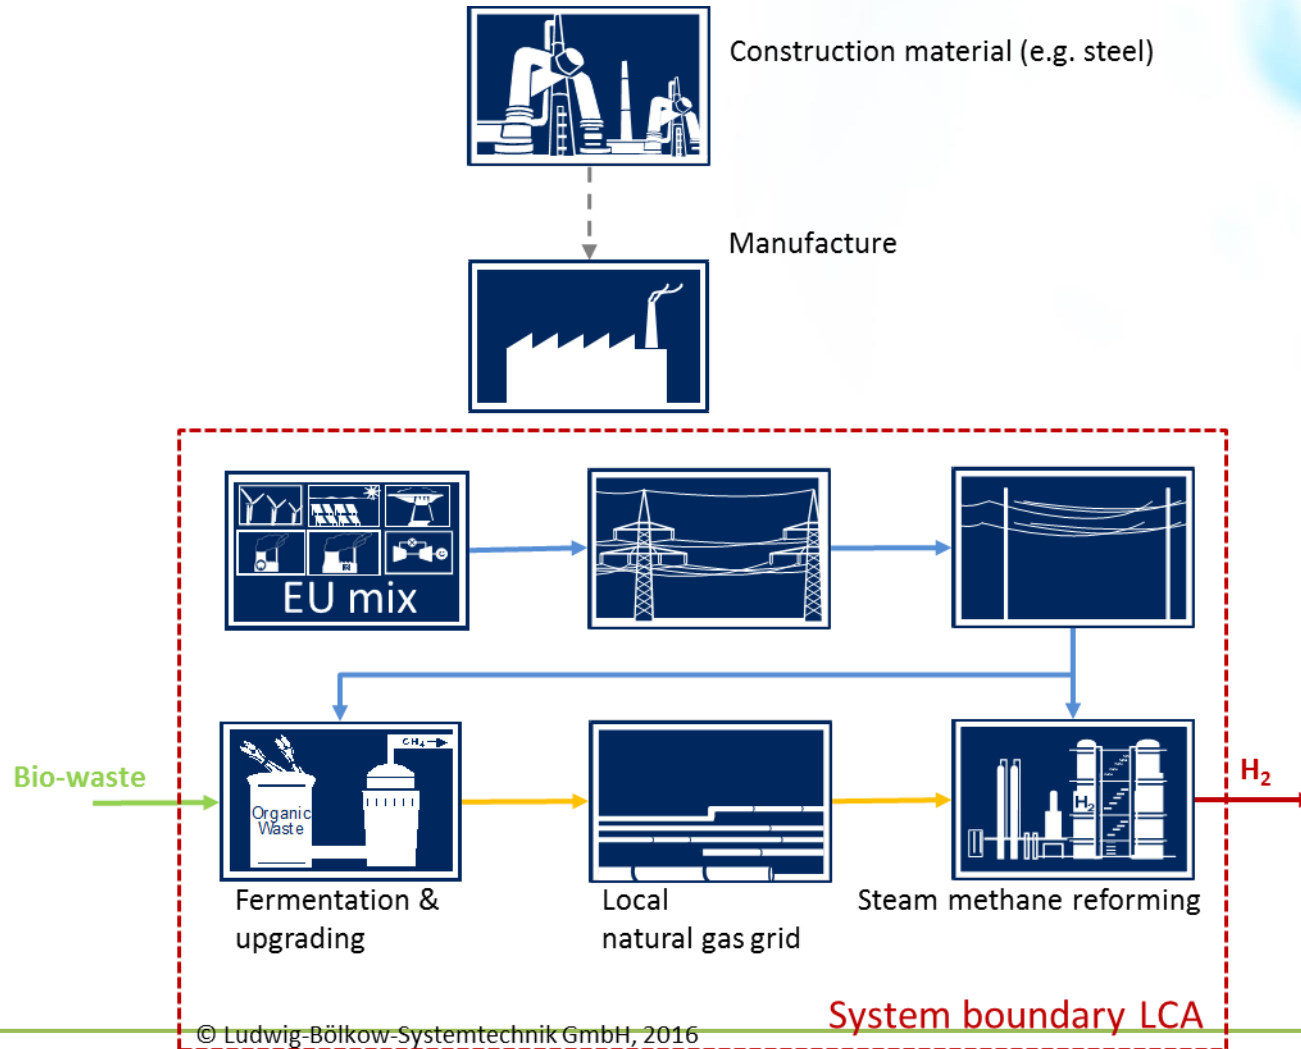 Construction material (e.g. steel)
Manufacture
EU mix
CH₄
Bio-waste
Organic
Waste
H₂
H₂
Fermentation &
upgrading
Local
natural gas grid
Steam methane reforming
System boundary LCA
© Ludwig-Bölkow-Systemtechnik GmbH, 2016